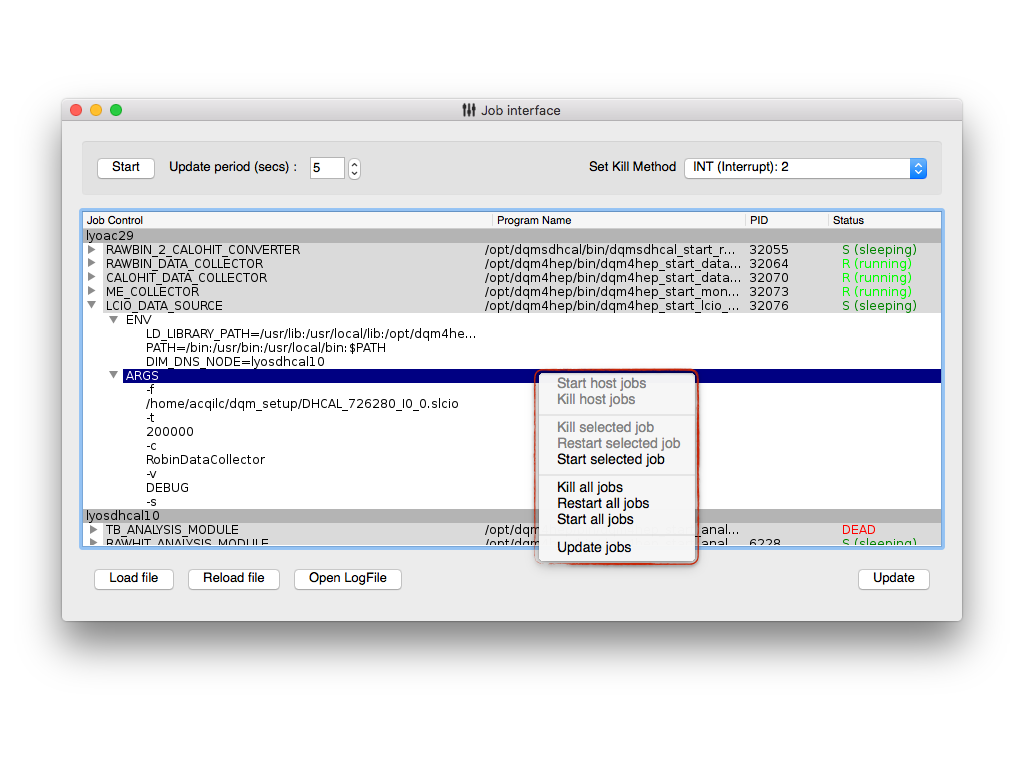 Job interface
Start Update period (secs) : 5 Set Kill Method INT (Interrupt): 2
Job Control Program Name PID Status
lyoac29
RAWBIN_2_CALOHIT_CONVERTER /opt/dqmsdhcal/bin/dqmsdhcal_start_r... 32055 S (sleeping)
RAWBIN_DATA_COLLECTOR /opt/dqm4hep/bin/dqm4hep_start_data... 32064 R (running)
CALOHIT_DATA_COLLECTOR /opt/dqm4hep/bin/dqm4hep_start_data... 32070 R (running)
ME_COLLECTOR /opt/dqm4hep/bin/dqm4hep_start_mon... 32073 R (running)
LCIO_DATA_SOURCE /opt/dqm4hep/bin/dqm4hep_start_lcio_... 32076 S (sleeping)
ENV
LD_LIBRARY_PATH=/usr/lib:/usr/local/lib:/opt/dqm4he...
PATH=/bin:/usr/bin:/usr/local/bin:$PATH
DIM_DNS_NODE=lyosdhcal10
ARGS
-f
/home/acqilc/dqm_setup/DHCAL_726280_I0_0.slcio
-t
200000
-c
RobinDataCollector
-v
DEBUG
-s
lyosdhcal10
TB_ANALYSIS_MODULE /opt/dqm _anal... DEAD
RAWHIT_ANALYSIS_MODULE /opt/dqm _anal... 6228 S (sleeping)
Start host jobs
Kill host jobs
Kill selected job
Restart selected job
Start selected job
Kill all jobs
Restart all jobs
Start all jobs
Update jobs
Load file Reload file Open LogFile Update